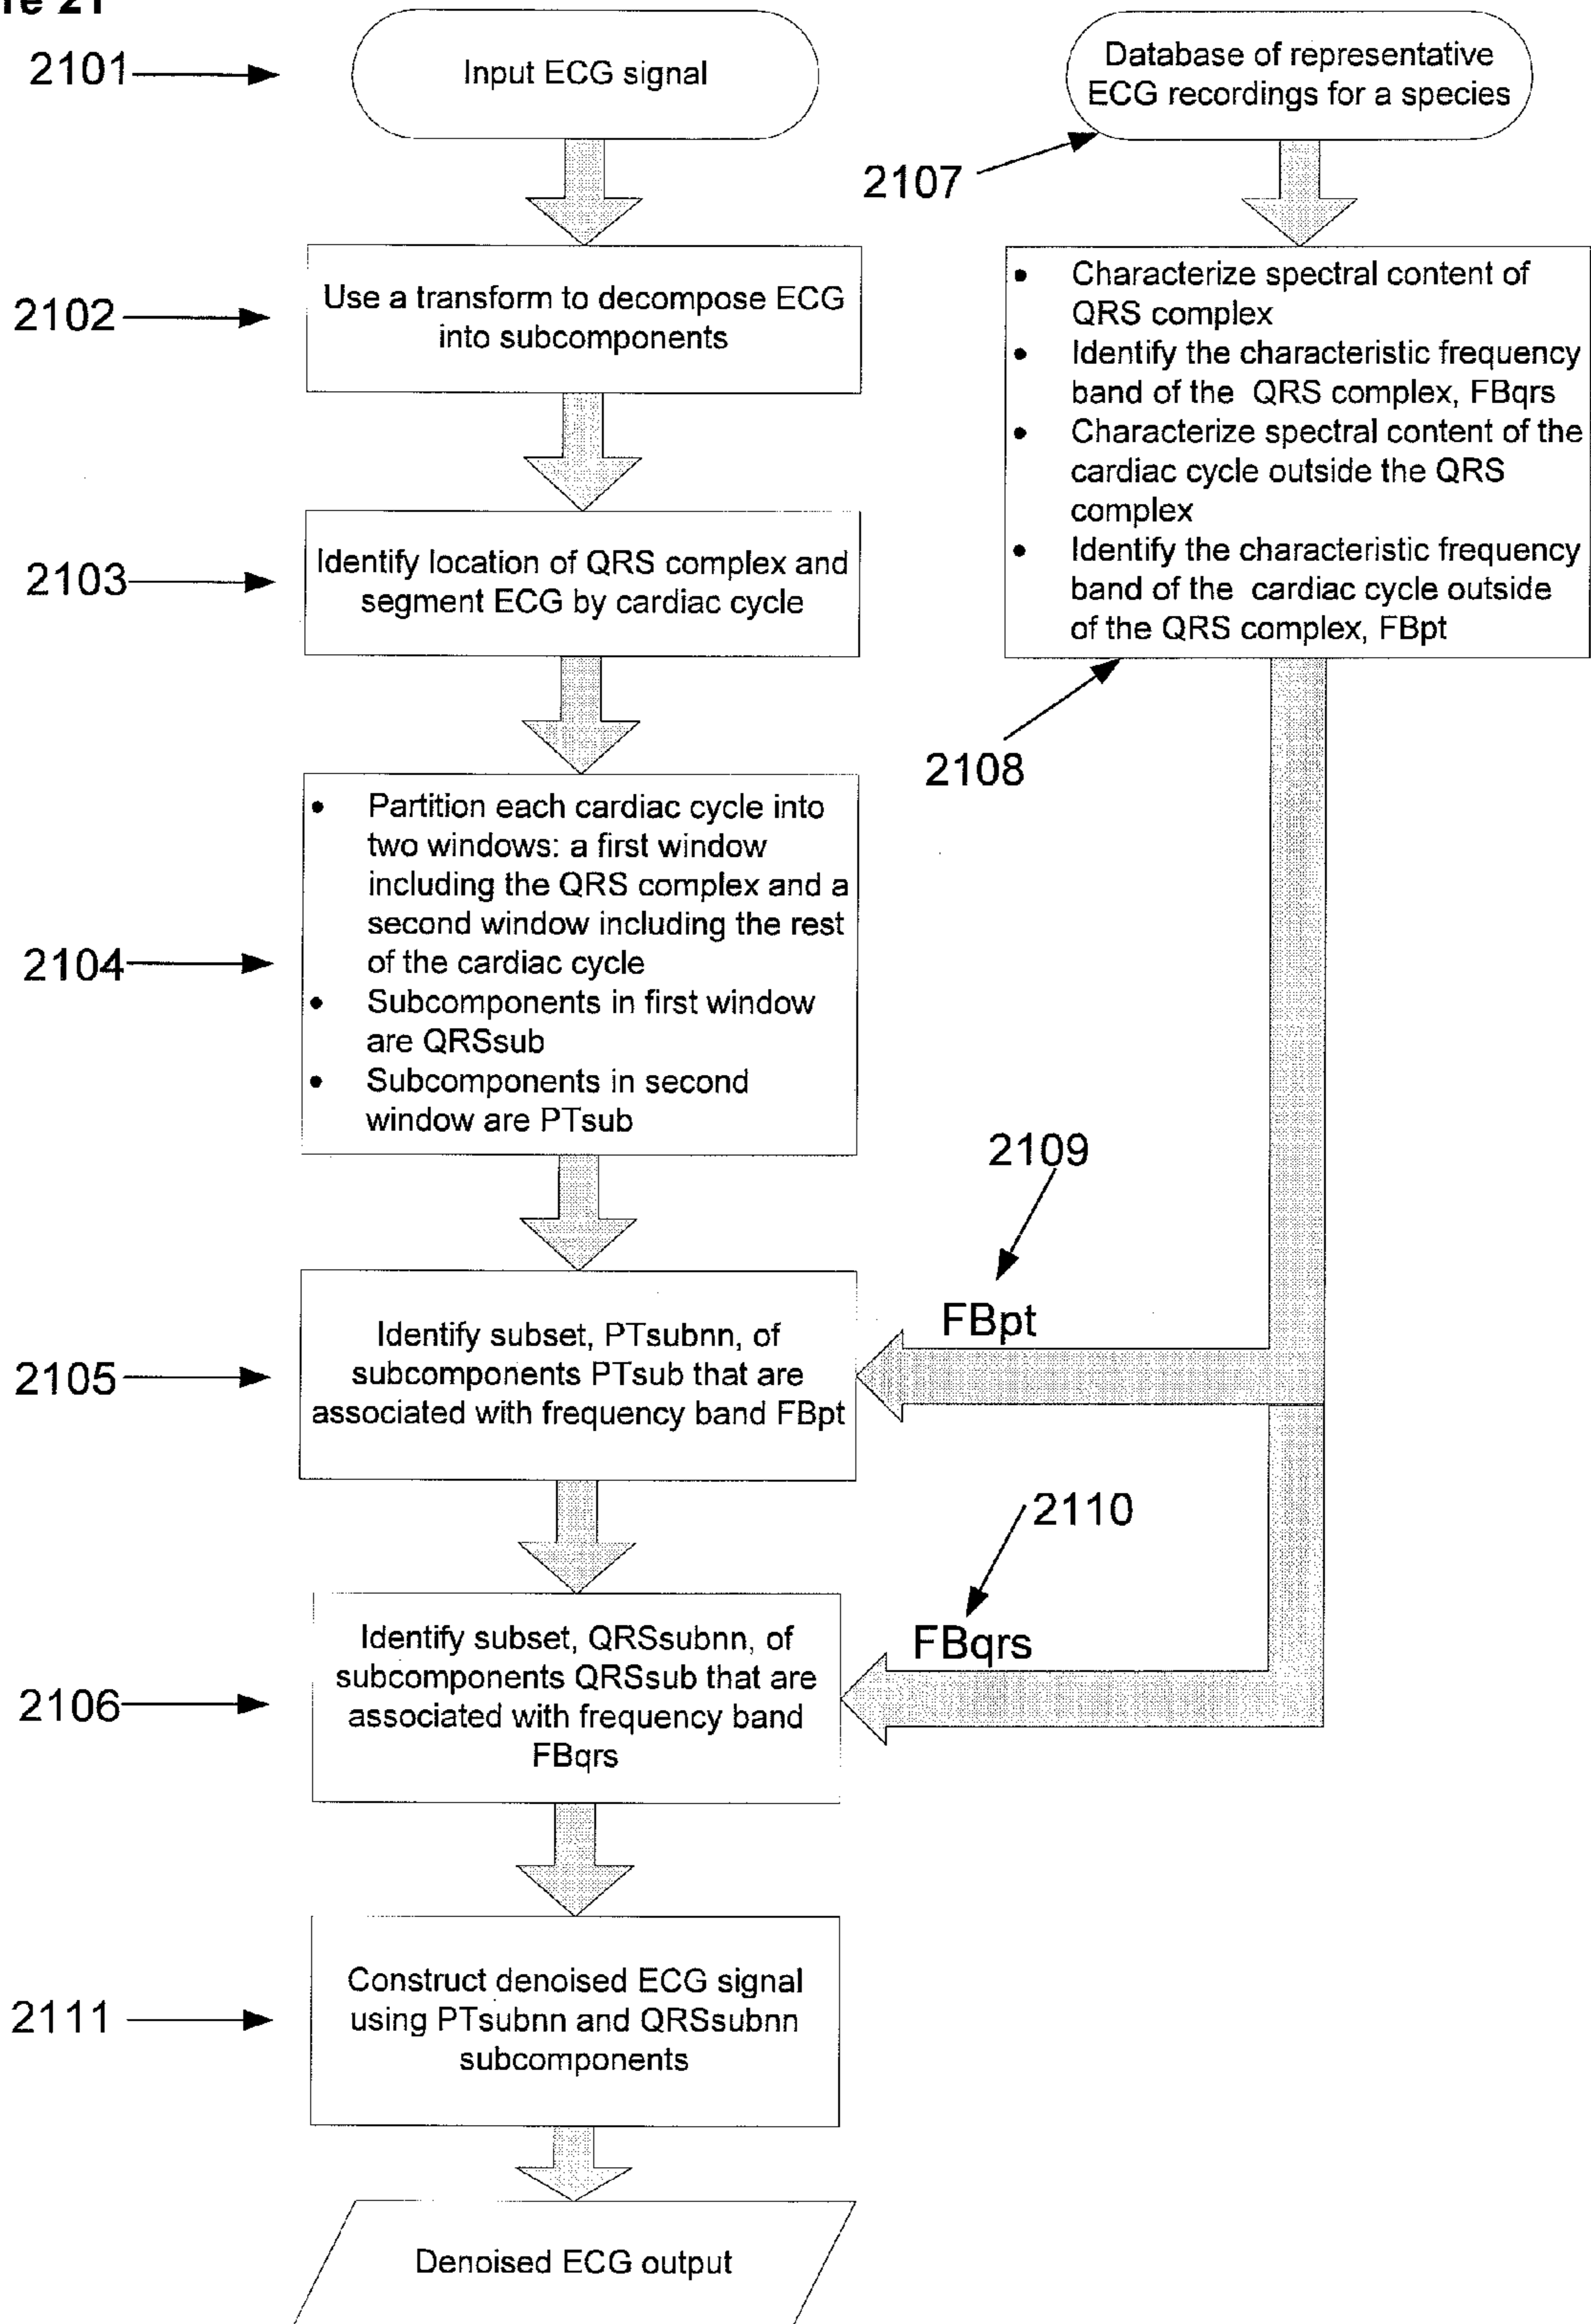 2101
Input ECG signal
Database of representative
ECG recordings for a species
2107
2102
Use a transform to decompose ECG
into subcomponents
• Characterize spectral content of
QRS complex
• Identify the characteristic frequency
band of the QRS complex, FBqrs
• Characterize spectral content of the
cardiac cycle outside the QRS
complex
• Identify the characteristic frequency
band of the cardiac cycle outside
of the QRS complex, FBpt
2108
2103
Identify location of QRS complex and
segment ECG by cardiac cycle
2104
• Partition each cardiac cycle into
two windows: a first window
including the QRS complex and a
second window including the rest
of the cardiac cycle
• Subcomponents in first window
are QRSsub
• Subcomponents in second
window are PTsub
2109
FBpt
2105
Identify subset, PTsubnn, of
subcomponents PTsub that are
associated with frequency band FBpt
2110
FBqrs
2106
Identify subset, QRSsubnn, of
subcomponents QRSsub that are
associated with frequency band
FBqrs
2111
Construct denoised ECG signal
using PTsubnn and QRSsubnn
subcomponents
Denoised ECG output